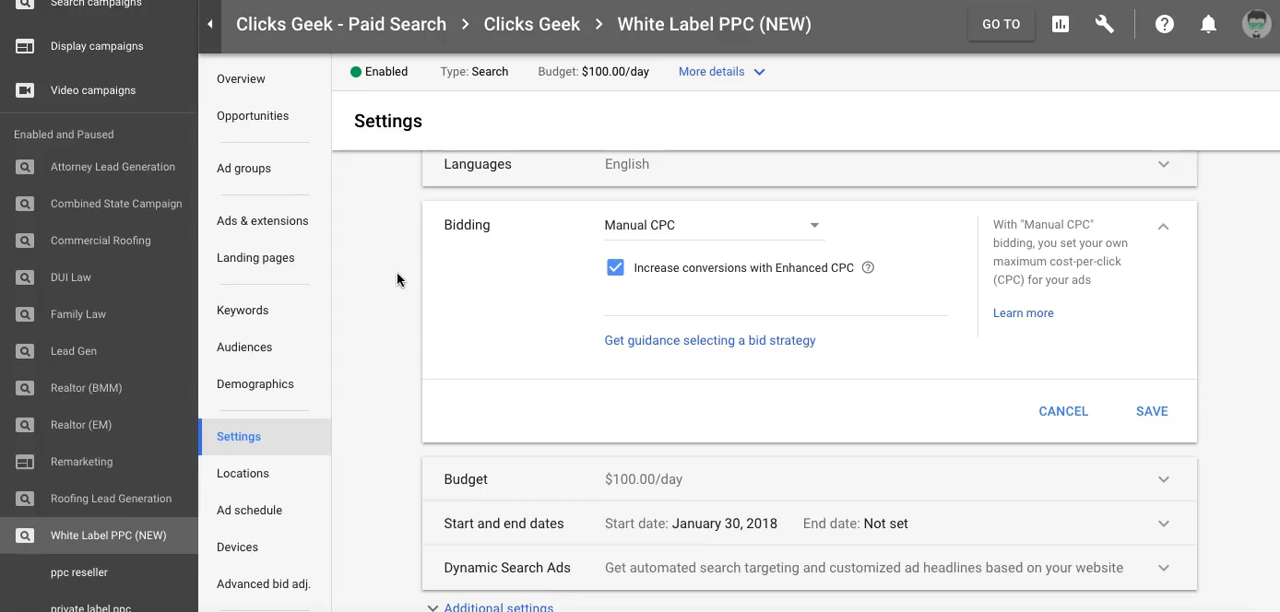 Search campaigns
Display campaigns
Video campaigns
Enabled and Paused
Attorney Lead Generation
Combined State Campaign
Commercial Roofing
DUI Law
Family Law
Lead Gen
Realtor (BMM)
Realtor (EM)
Remarketing
Roofing Lead Generation
White Label PPC (NEW)
ppc reseller
private label ppc
Clicks Geek - Paid Search > Clicks Geek > White Label PPC (NEW)
GO TO
Overview
Opportunities
Ad groups
Ads & extensions
Landing pages
Keywords
Audiences
Demographics
Settings
Locations
Ad schedule
Devices
Advanced bid adj.
Enabled Type: Search Budget: $100.00/day More details
Settings
Languages English
Bidding Manual CPC
Increase conversions with Enhanced CPC
Get guidance selecting a bid strategy
With "Manual CPC"
bidding, you set your own
maximum cost-per-click
(CPC) for your ads
Learn more
CANCEL SAVE
Budget $100.00/day
Start and end dates Start date: January 30, 2018 End date: Not set
Dynamic Search Ads Get automated search targeting and customized ad headlines based on your website
Additional settings